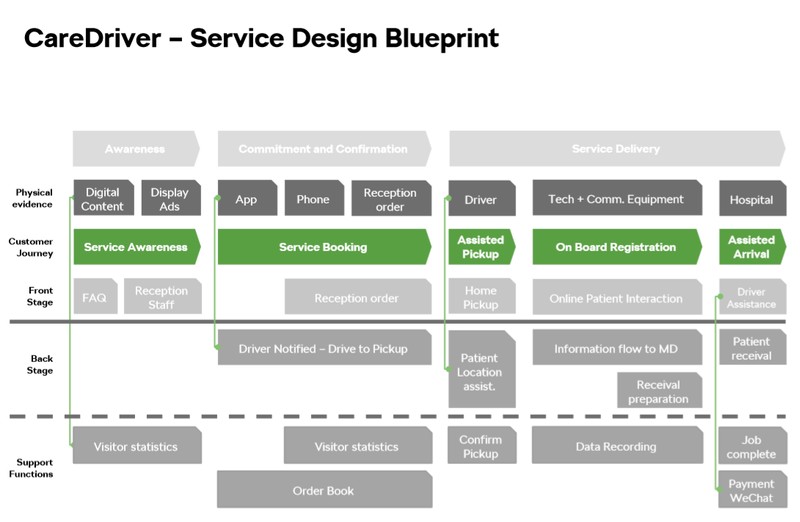 CareDriver – Service Design Blueprint
Awareness
Commitment and Confirmation
Service Delivery
Physical
evidence
Digital
Content
Display
Ads
App
Phone
Reception
order
Driver
Tech + Comm. Equipment
Hospital
Customer
Journey
Service Awareness
Service Booking
Assisted
Pickup
On Board Registration
Assisted
Arrival
Front
Stage
FAQ
Reception
Staff
Reception order
Home
Pickup
Online Patient Interaction
Driver
Assistance
Back
Stage
Driver Notified – Drive to Pickup
Patient
Location
assist.
Information flow to MD
Receival
preparation
Patient
receival
Support
Functions
Visitor statistics
Visitor statistics
Confirm
Pickup
Data Recording
Job
complete
Order Book
Payment
WeChat